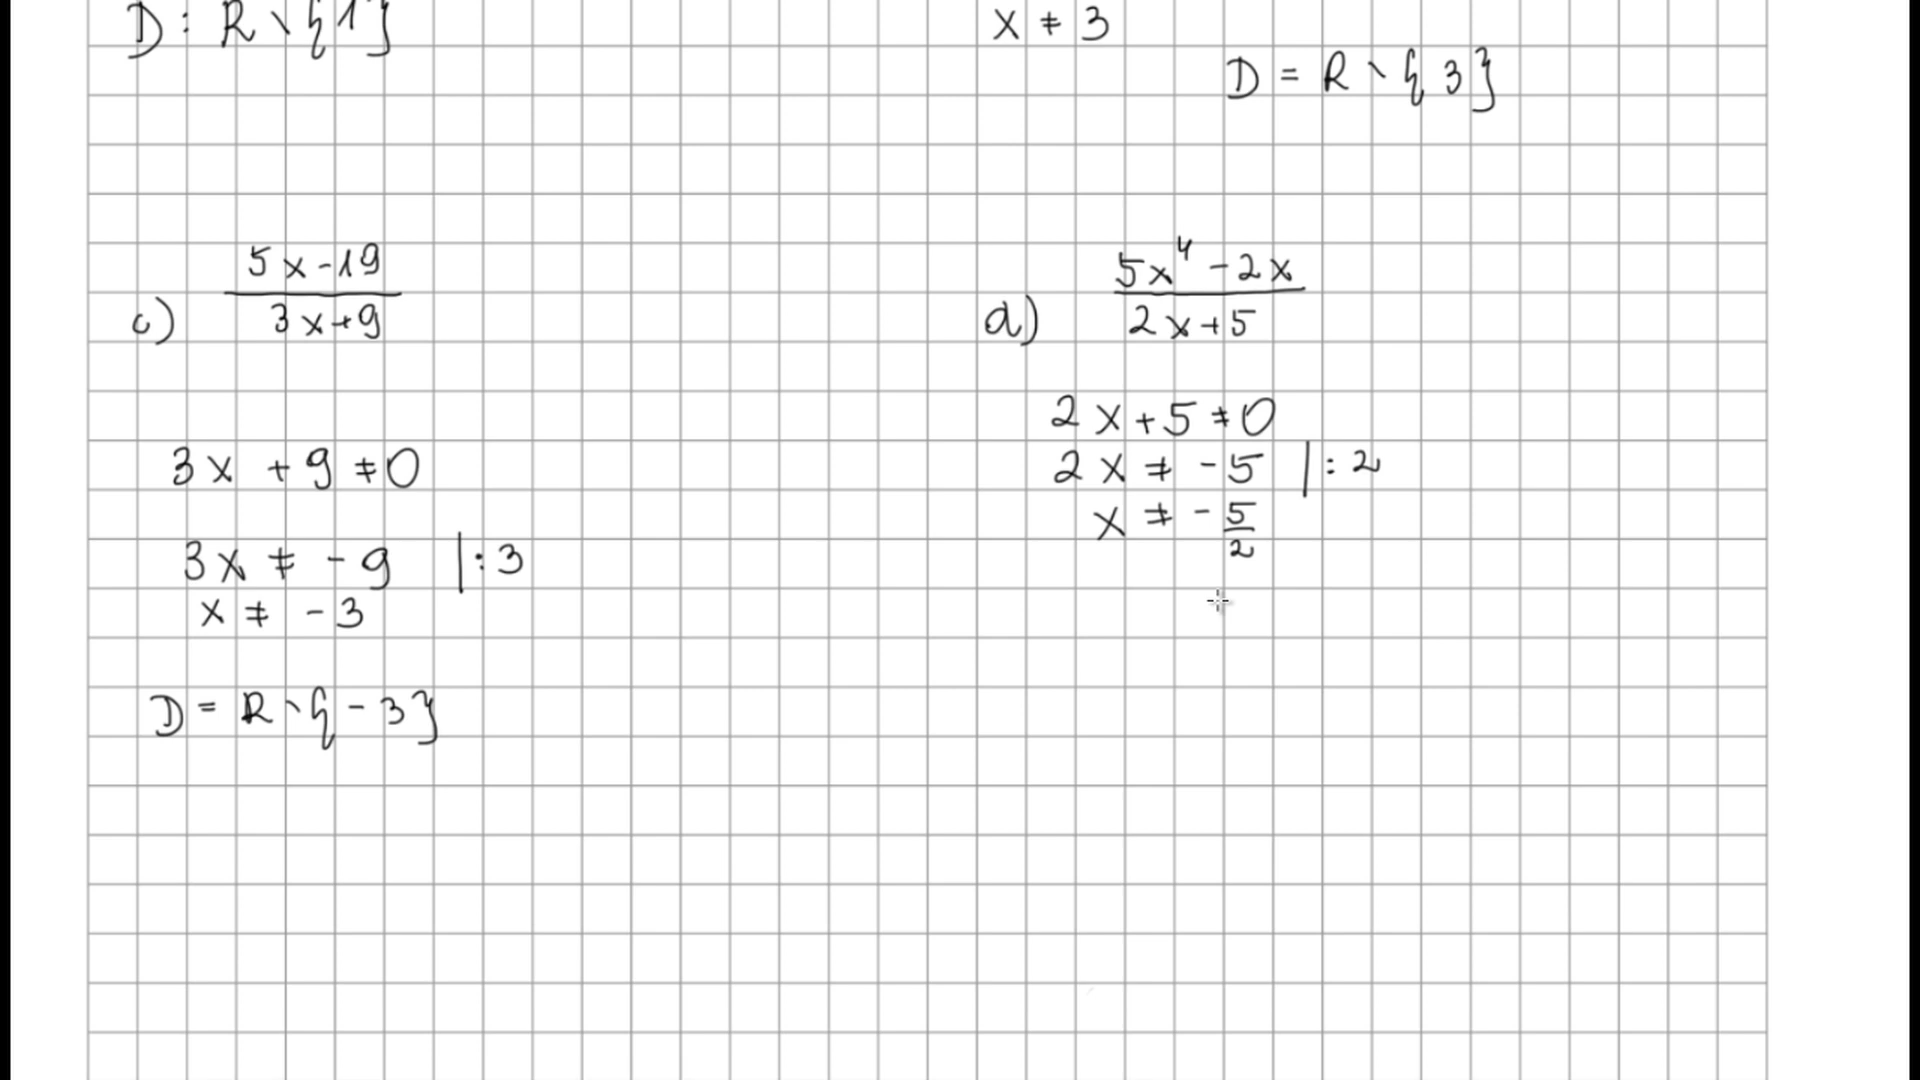 D : R \ {1}
x ≠ 3
D = R \ {3}
c) (5x-19)/(3x+9)
3x + 9 ≠ 0
3x ≠ -9 |:3
x ≠ -3
D = R \ {-3}
d) (5x⁴ - 2x)/(2x+5)
2x + 5 ≠ 0
2x ≠ -5 |:2
x ≠ -5/2